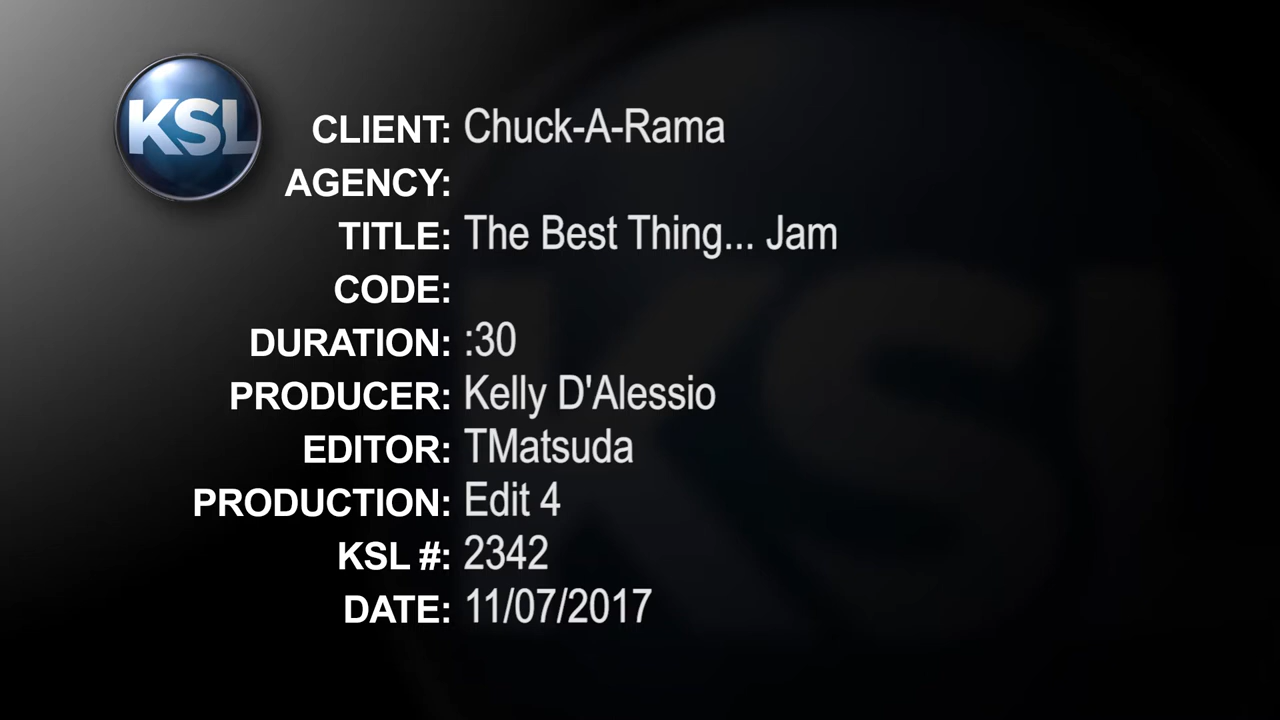 KSL
CLIENT: Chuck-A-Rama
AGENCY:
TITLE: The Best Thing... Jam
CODE:
DURATION: :30
PRODUCER: Kelly D'Alessio
EDITOR: TMatsuda
PRODUCTION: Edit 4
KSL #: 2342
DATE: 11/07/2017